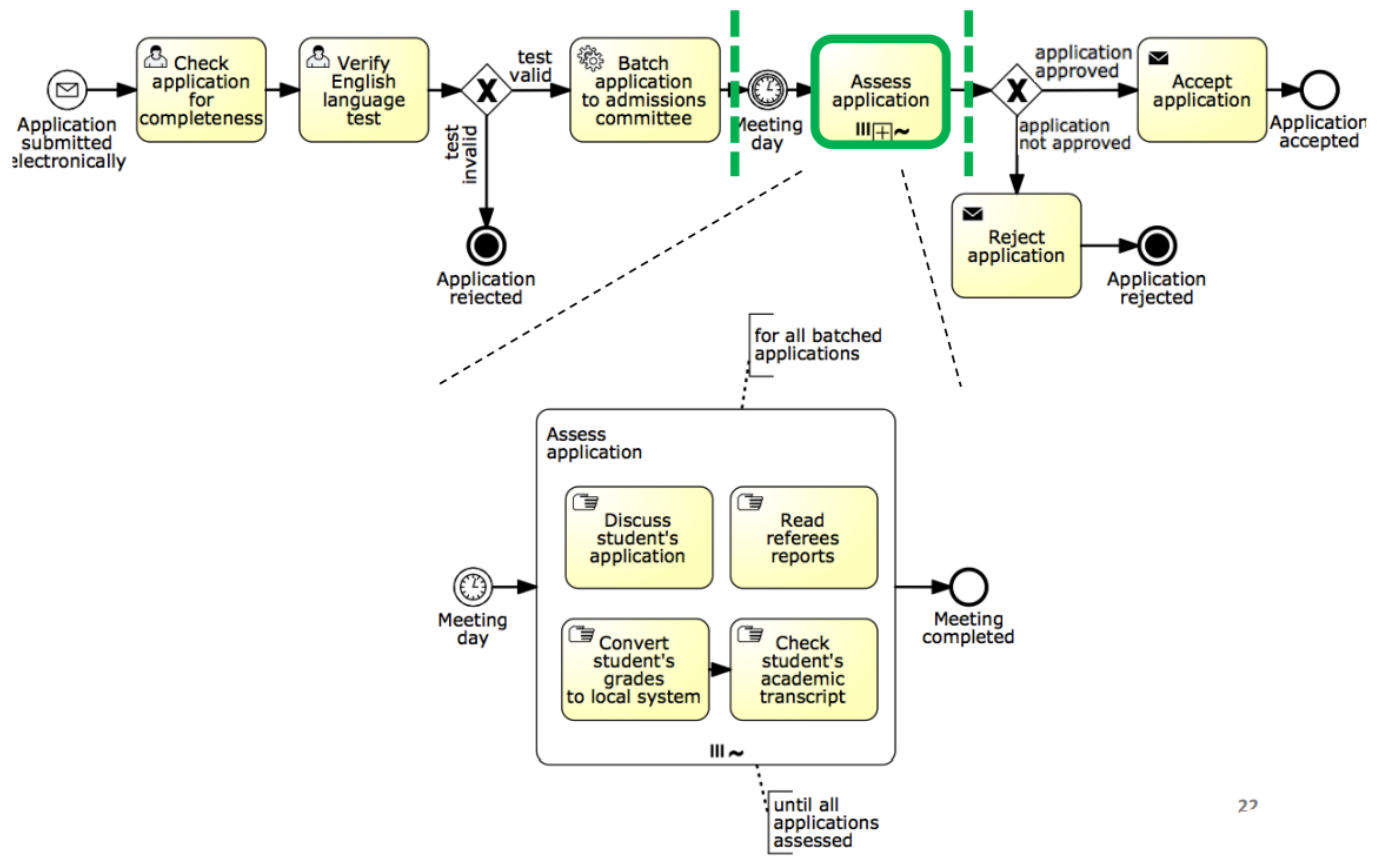 Application
submitted
electronically
Check
application
for
completeness
Verify
English
language
test
test
valid
test
invalid
Application
rejected
Batch
application
to admissions
committee
Meeting
day
Assess
application
application
approved
application
not approved
Accept
application
Application
accepted
Reject
application
Application
rejected
for all batched
applications
Assess
application
Discuss
student's
application
Read
referees
reports
Convert
student's
grades
to local system
Check
student's
academic
transcript
Meeting
day
Meeting
completed
until all
applications
assessed
22